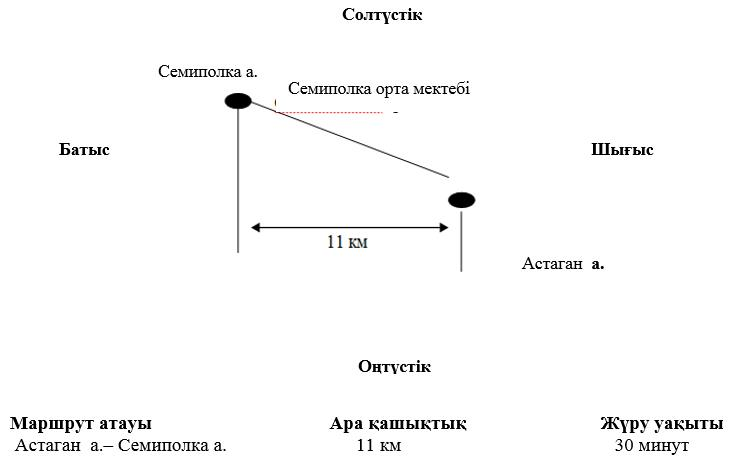 Солтүстік
Семиполка а.
Семиполка орта мектебі
Батыс
Шығыс
11 км
Астаган а.
Оңтүстік
Маршрут атауы Ара қашықтық Жүру уақыты
Астаган а.– Семиполка а. 11 км 30 минут